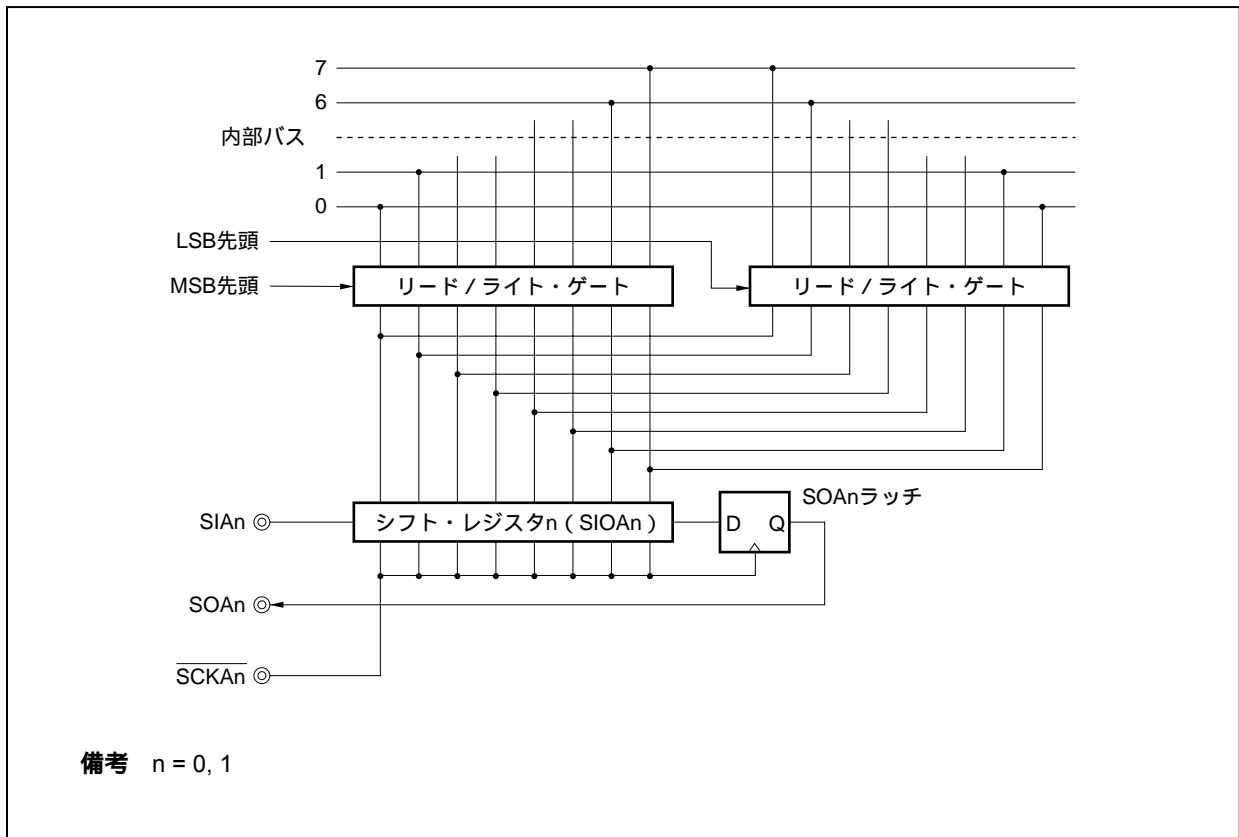 7
6
内部バス
1
0
LSB先頭
MSB先頭
リード／ライト・ゲート
リード／ライト・ゲート
SOAnラッチ
SIAn
シフト・レジスタn（SIOAn）
D Q
SOAn
SCKAn
備考 n = 0, 1